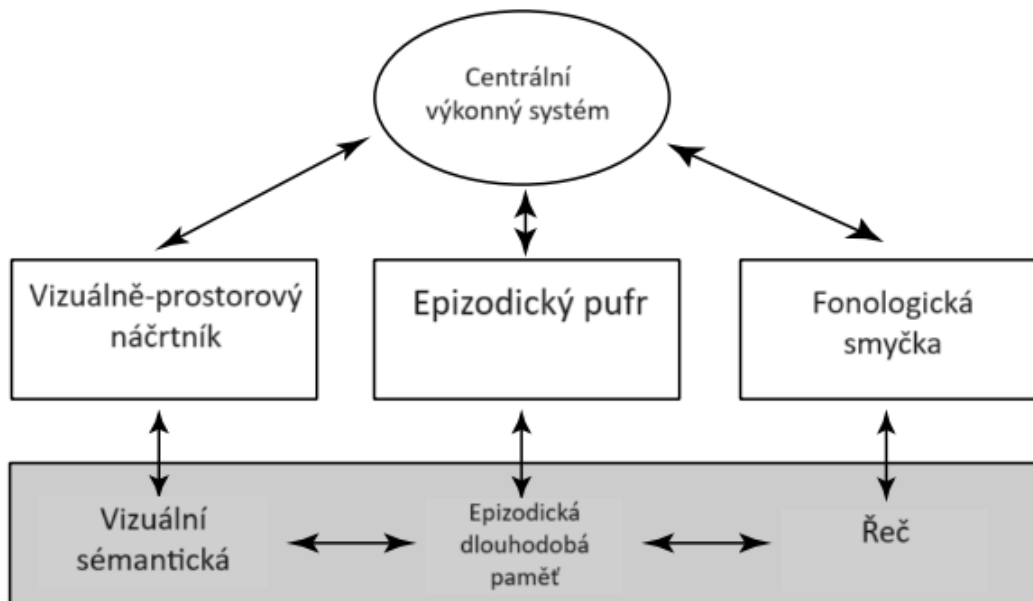 Centrální
výkonný systém
Vizuálně-prostorový
náčrtník
Epizodický pufr
Fonologická
smyčka
Vizuální
sémantická
Epizodická
dlouhodobá
paměť
Řeč